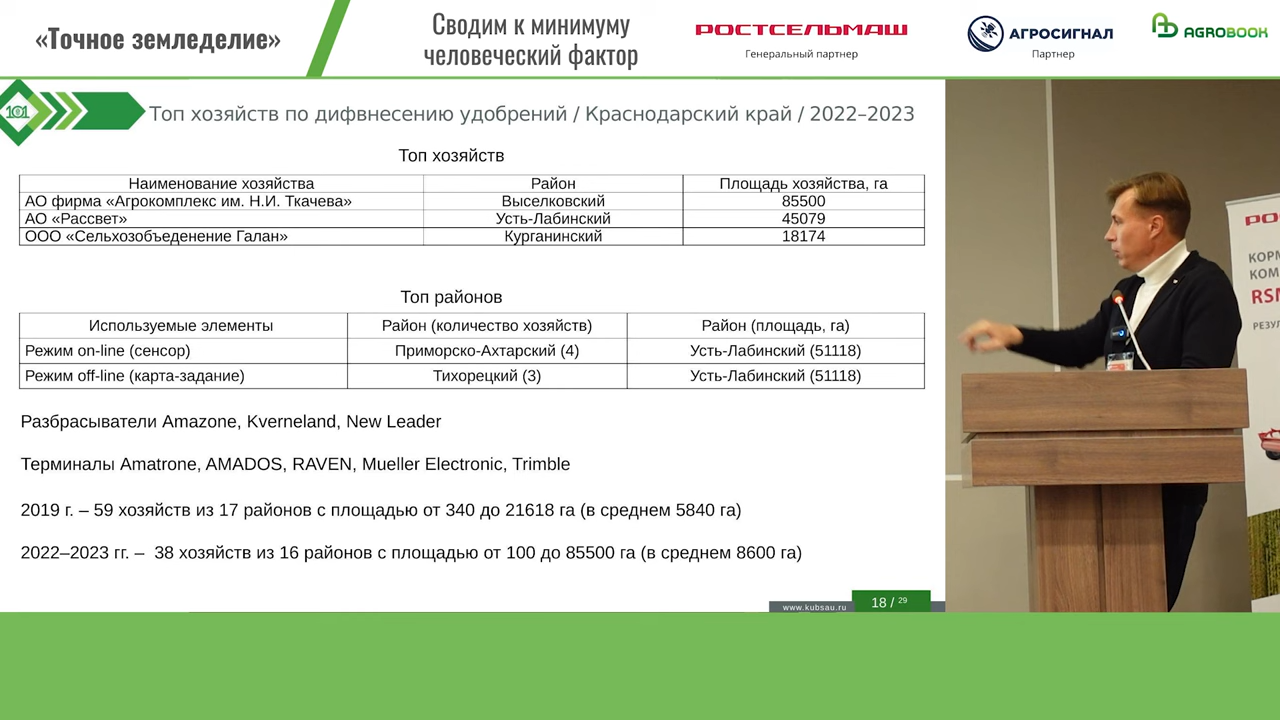 «Точное земледелие»
Сводим к минимуму
человеческий фактор
РОСТСЕЛЬМАШ
Генеральный партнер
АГРОСИГНАЛ
Партнер
AGROBOOK
101
Топ хозяйств по дифвнесению удобрений / Краснодарский край / 2022–2023
Топ хозяйств
Наименование хозяйства Район Площадь хозяйства, га
АО фирма «Агрокомплекс им. Н.И. Ткачева» Выселковский 85500
АО «Рассвет» Усть-Лабинский 45079
ООО «Сельхозобъеденение Галан» Курганинский 18174
Топ районов
Используемые элементы Район (количество хозяйств) Район (площадь, га)
Режим on-line (сенсор) Приморско-Ахтарский (4) Усть-Лабинский (51118)
Режим off-line (карта-задание) Тихорецкий (3) Усть-Лабинский (51118)
Разбрасыватели Amazone, Kverneland, New Leader
Терминалы Amatrone, AMADOS, RAVEN, Mueller Electronic, Trimble
2019 г. – 59 хозяйств из 17 районов с площадью от 340 до 21618 га (в среднем 5840 га)
2022–2023 гг. – 38 хозяйств из 16 районов с площадью от 100 до 85500 га (в среднем 8600 га)
www.kubsau.ru
18 / 29